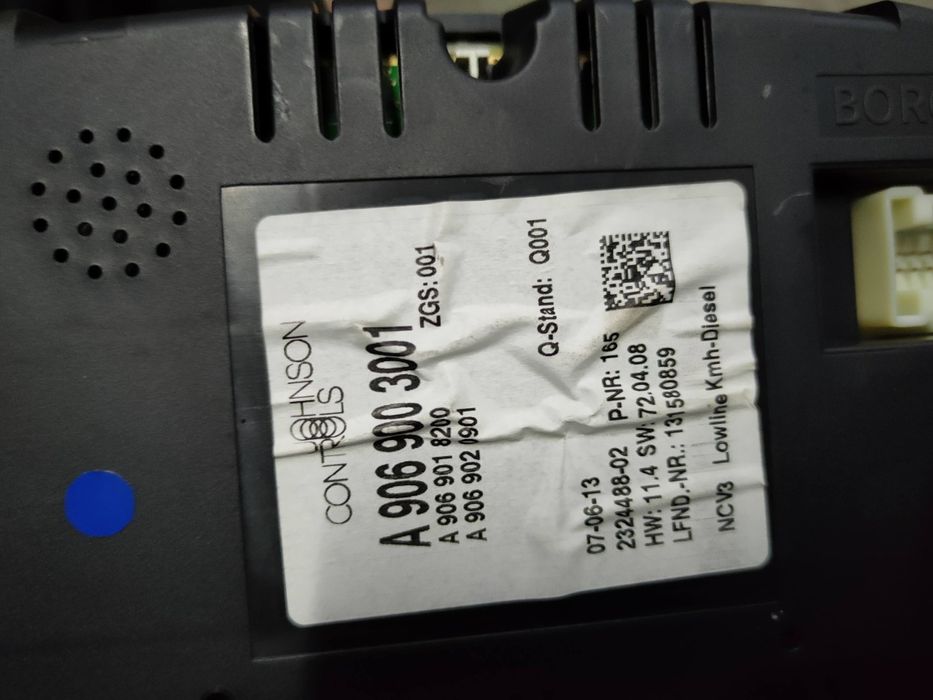 JOHNSON
CONTROLS
A 906 900 3001
A 906 901 8200 ZGS: 001
A 906 902 0901
Q-Stand: Q001
07-06-13
2324488-02 P-NR: 165
HW: 11.4 SW: 72.04.08
LFND.-NR.: 131580859
NCV3 Lowline Kmh-Diesel